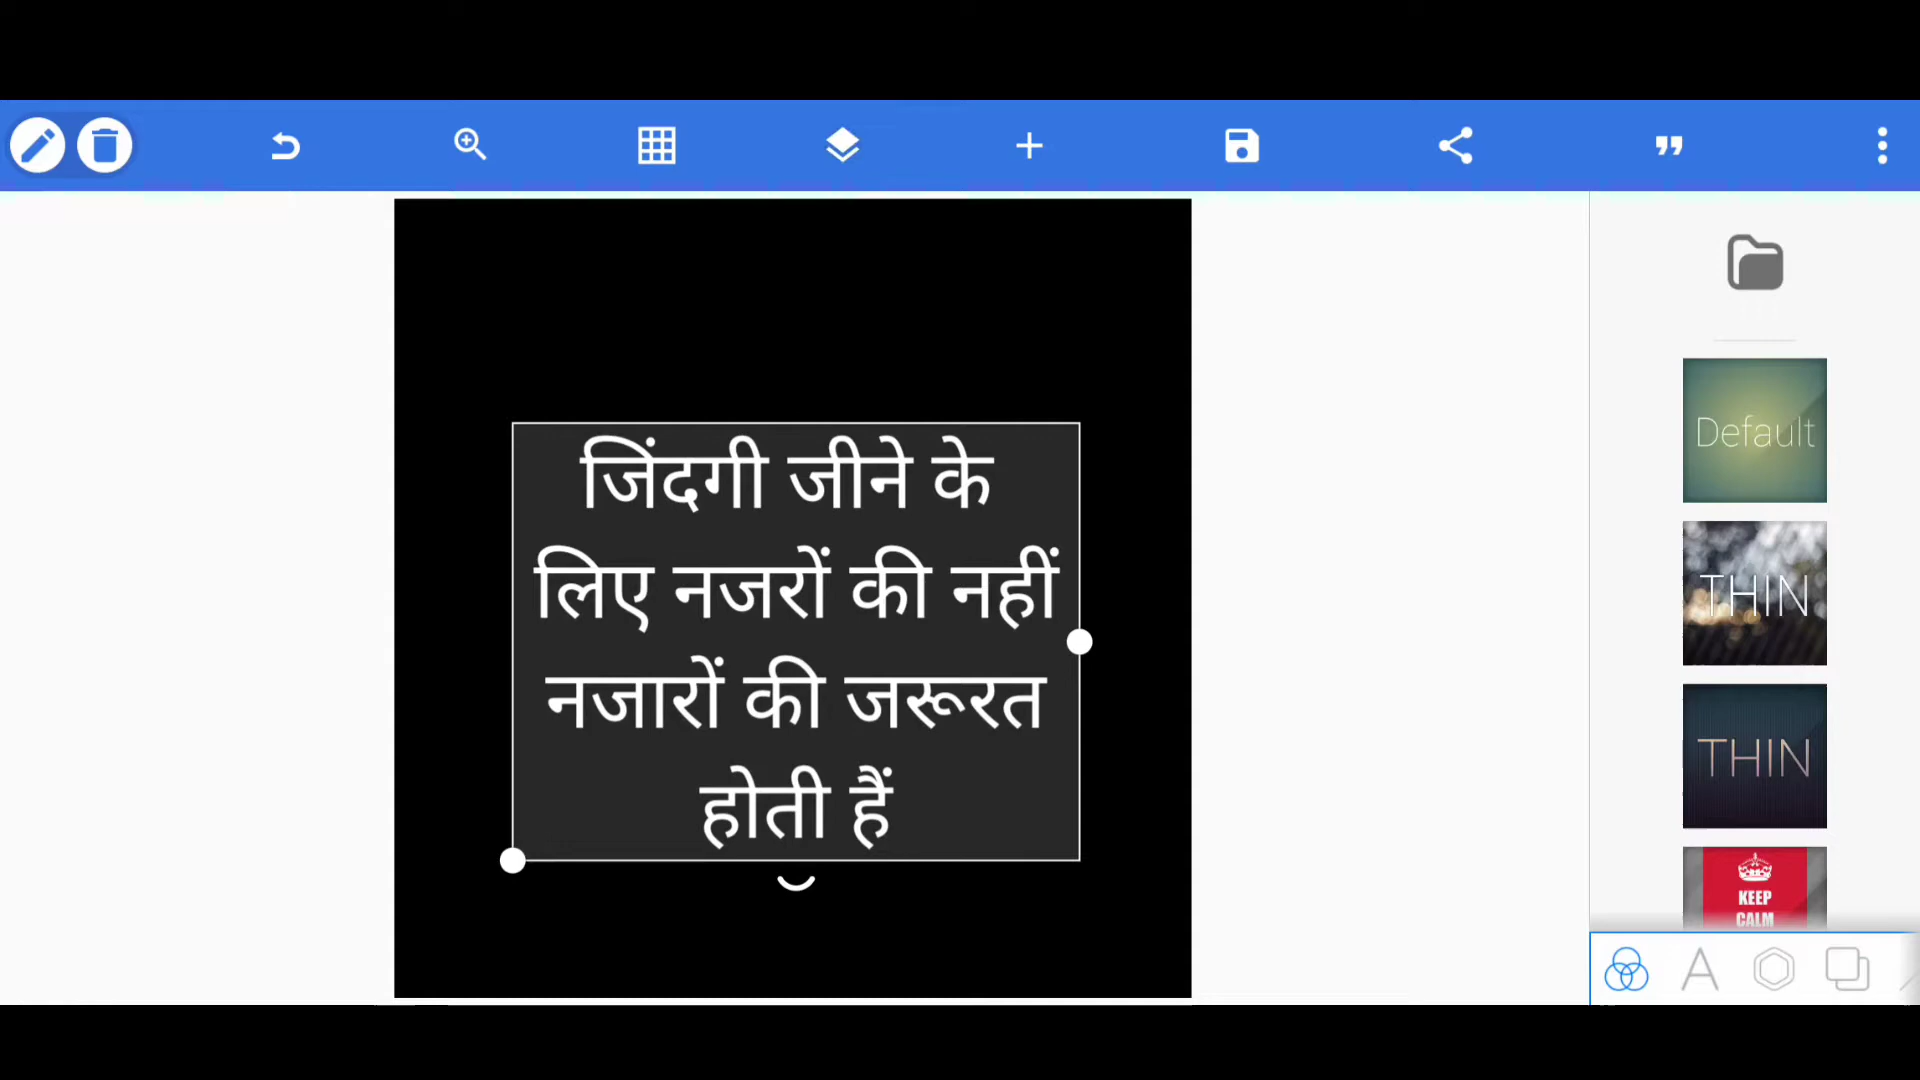 जिंदगी जीने के
लिए नजरों की नहीं
नजारों की जरूरत
होती हैं
Default
THIN
THIN
KEEP
CALM